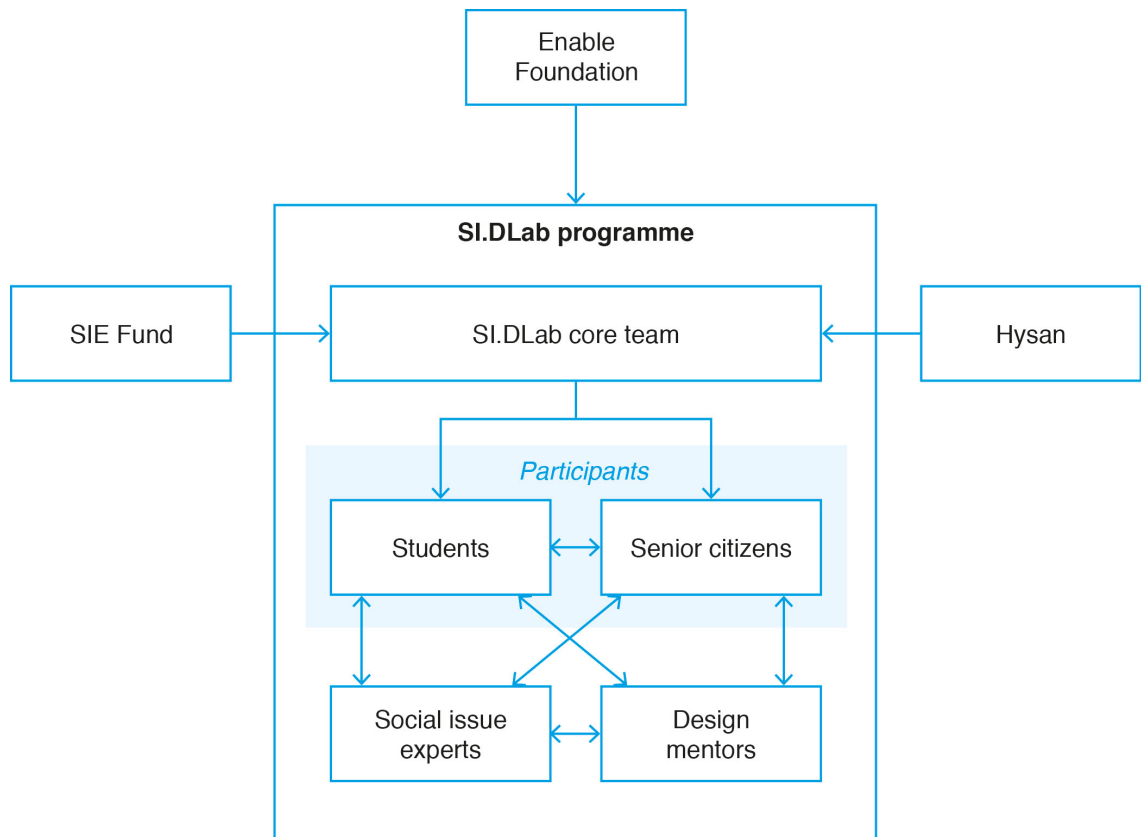 Enable
Foundation
SI.DLab programme
SIE Fund
SI.DLab core team
Hysan
Participants
Students
Senior citizens
Social issue
experts
Design
mentors